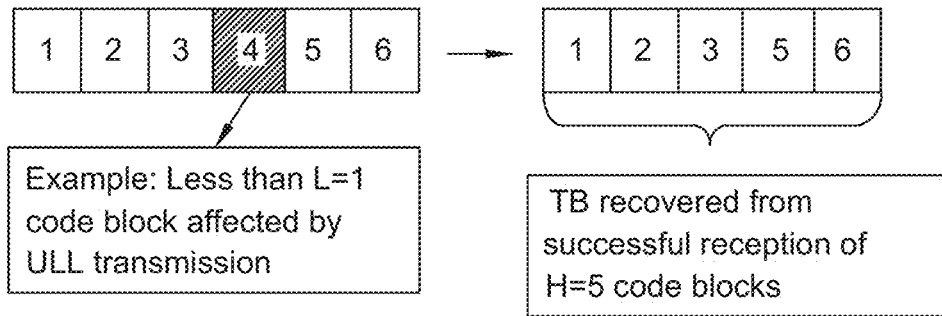 1 2 3 4 5 6
1 2 3 5 6
Example: Less than L=1
code block affected by
ULL transmission
TB recovered from
successful reception of
H=5 code blocks